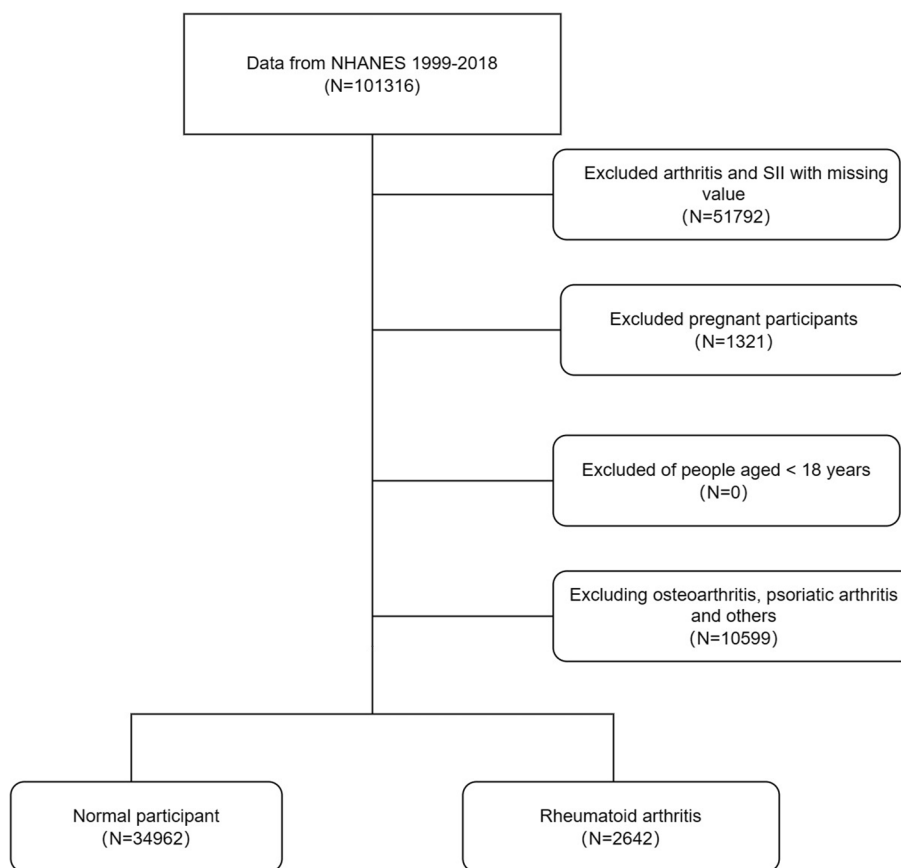 Data from NHANES 1999-2018
(N=101316)
Excluded arthritis and SII with missing
value
(N=51792)
Excluded pregnant participants
(N=1321)
Excluded of people aged < 18 years
(N=0)
Excluding osteoarthritis, psoriatic arthritis
and others
(N=10599)
Normal participant
(N=34962)
Rheumatoid arthritis
(N=2642)